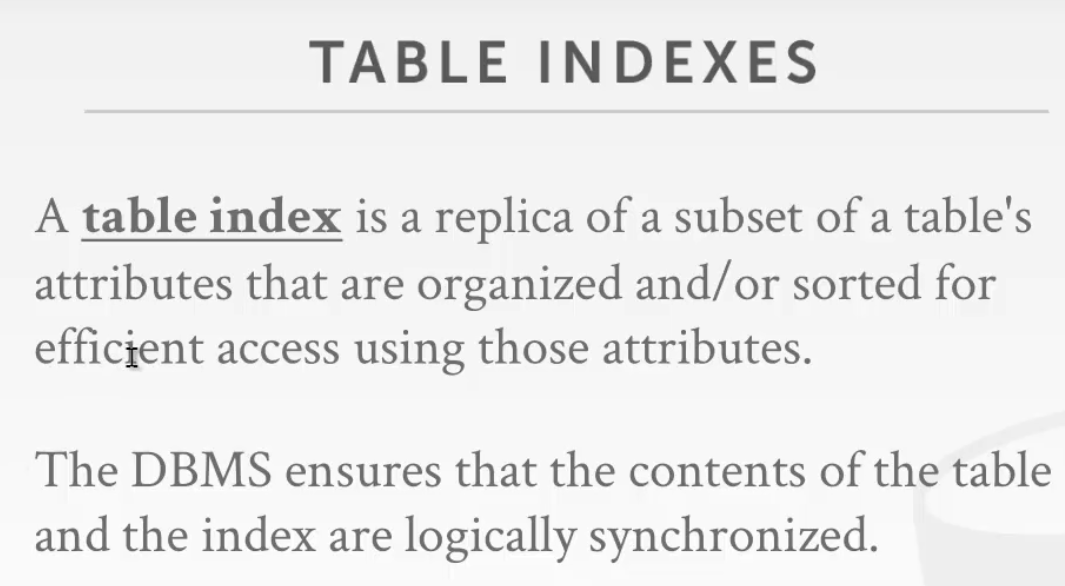 TABLE INDEXES
A table index is a replica of a subset of a table's
attributes that are organized and/or sorted for
efficient access using those attributes.
The DBMS ensures that the contents of the table
and the index are logically synchronized.